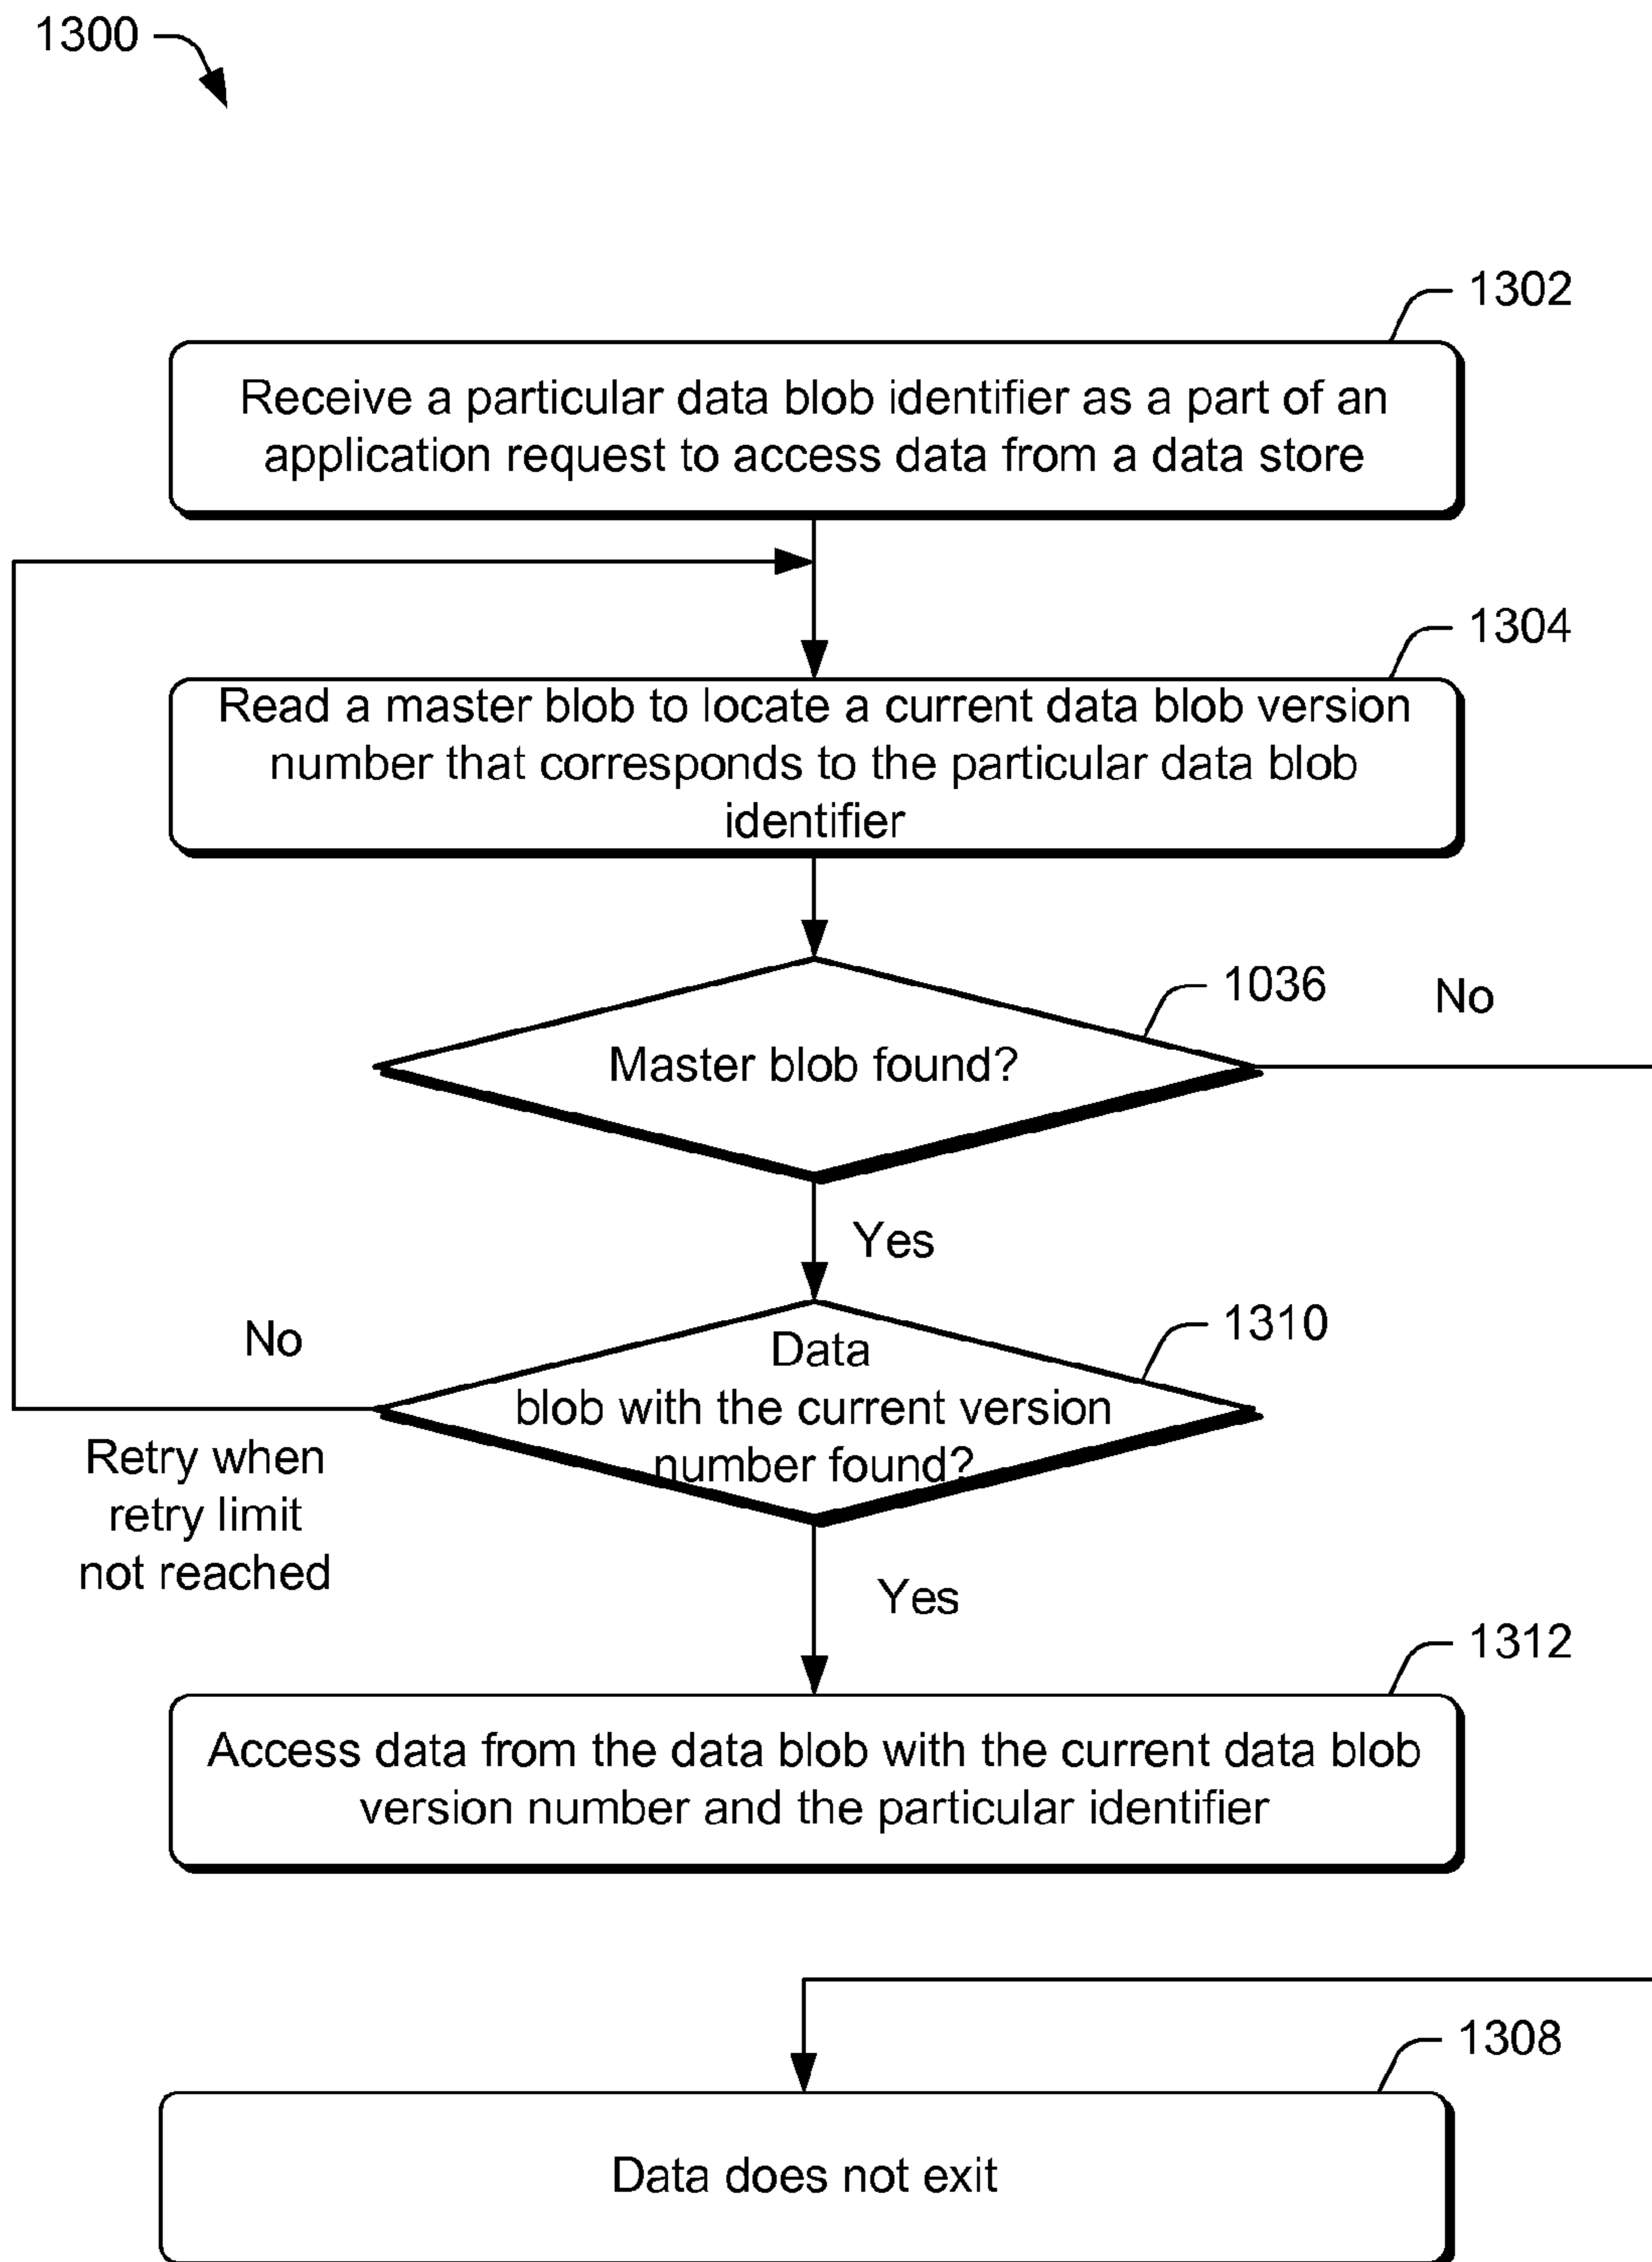 1300
1302
Receive a particular data blob identifier as a part of an
application request to access data from a data store
1304
Read a master blob to locate a current data blob version
number that corresponds to the particular data blob
identifier
1036
No
Master blob found?
Yes
1310
No
Data
blob with the current version
number found?
Retry when
retry limit
not reached
Yes
1312
Access data from the data blob with the current data blob
version number and the particular identifier
1308
Data does not exit